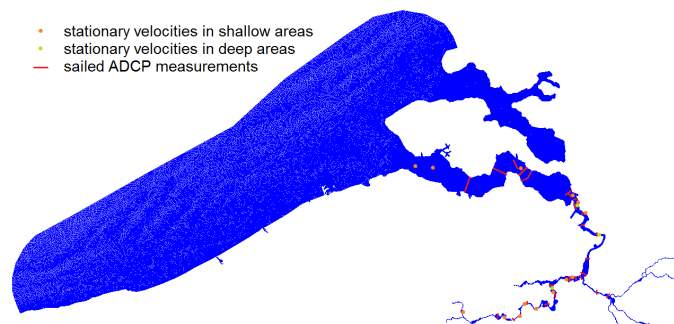 stationary velocities in shallow areas
stationary velocities in deep areas
sailed ADCP measurements